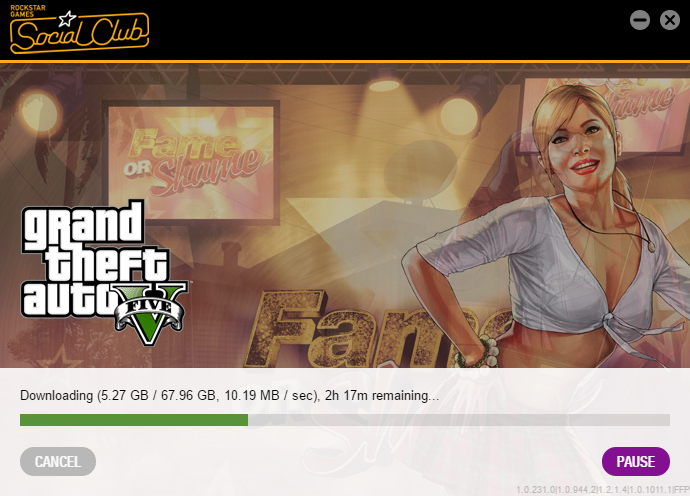 ROCKSTAR
GAMES
Social Club
Fame
OR Shame
grand
theft
auto V
FIVE
Fame
Downloading (5.27 GB / 67.96 GB, 10.19 MB / sec), 2h 17m remaining...
CANCEL
PAUSE
1.0.231.0|1.0.944.2|1.2.1.4|1.0.1011.1|FFP